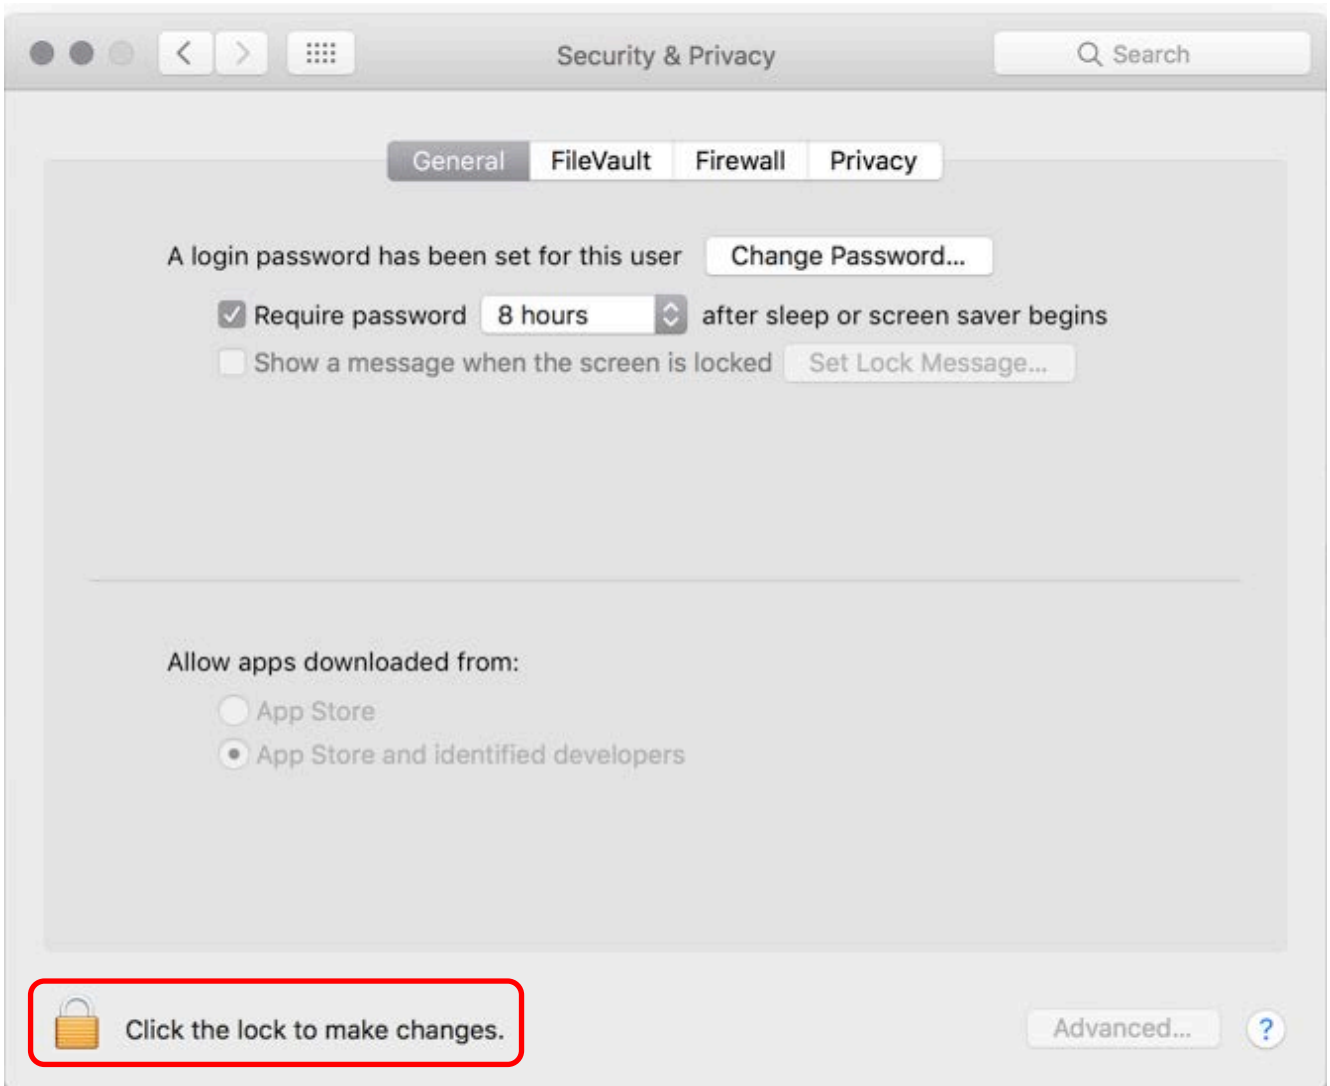 Security & Privacy
Search
General FileVault Firewall Privacy
A login password has been set for this user Change Password...
Require password 8 hours after sleep or screen saver begins
Show a message when the screen is locked Set Lock Message...
Allow apps downloaded from:
App Store
App Store and identified developers
Click the lock to make changes.
Advanced... ?